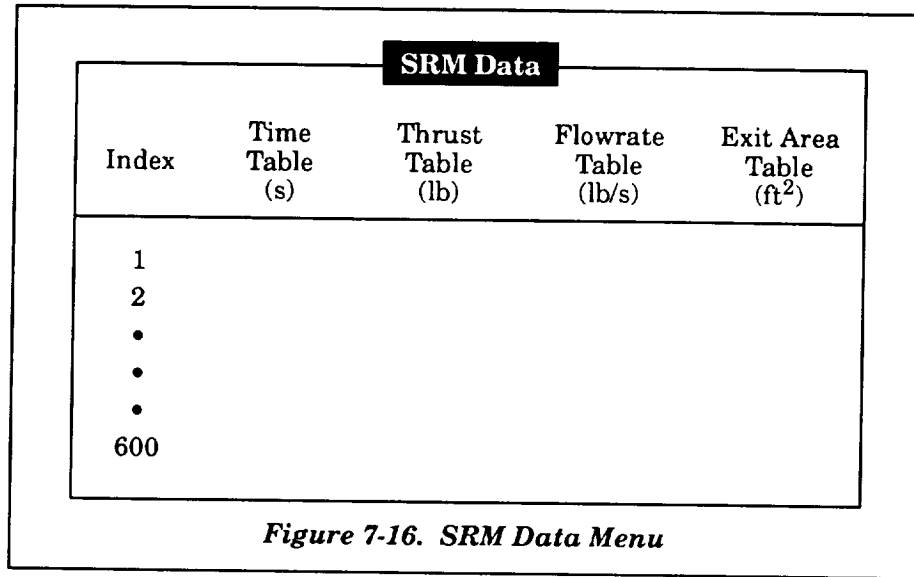 SRM Data
Index Time Table (s) Thrust Table (lb) Flowrate Table (lb/s) Exit Area Table (ft²)
1
2
•
•
•
600
Figure 7-16. SRM Data Menu